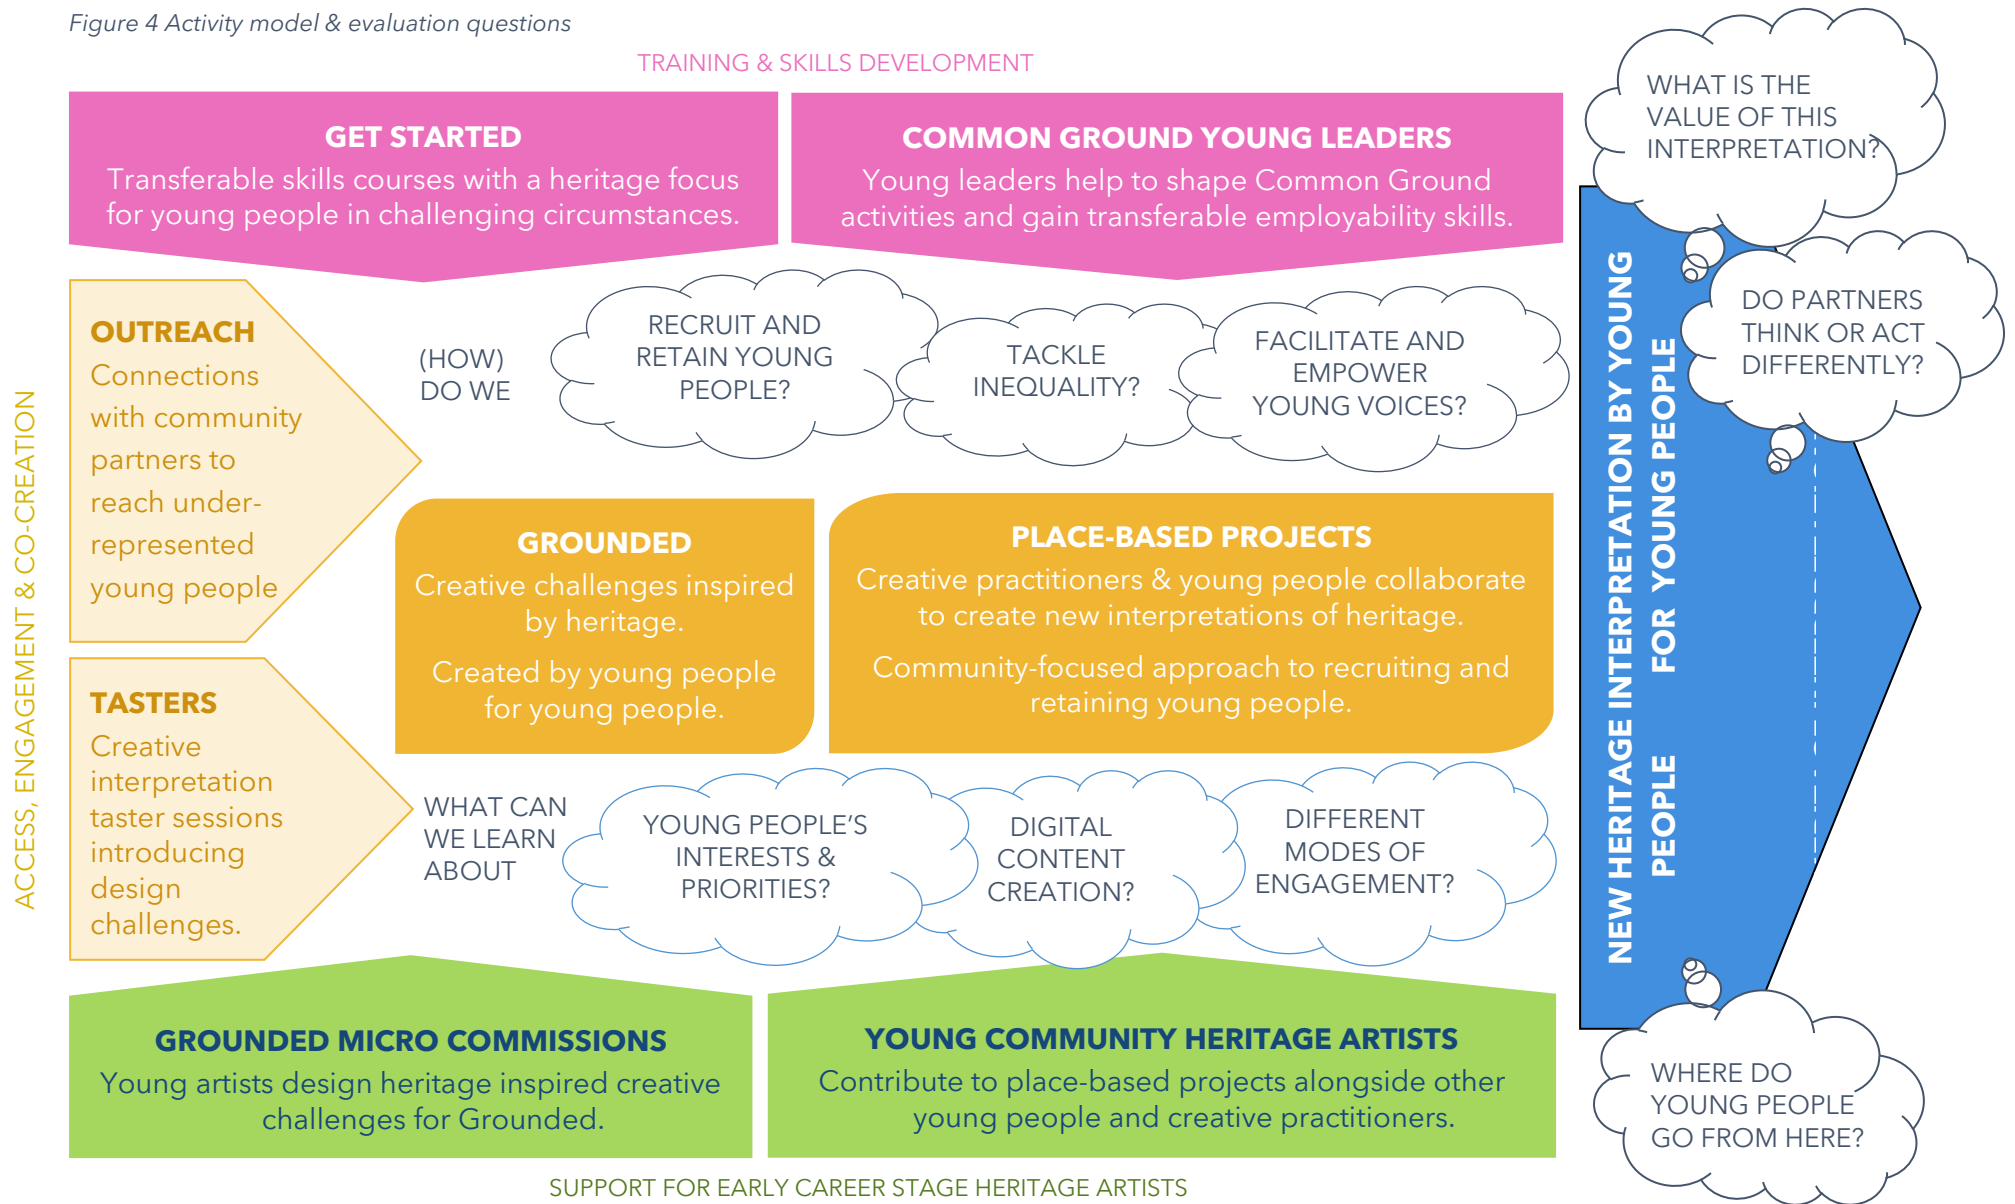 Figure 4 Activity model & evaluation questions
TRAINING & SKILLS DEVELOPMENT
GET STARTED
Transferable skills courses with a heritage focus
for young people in challenging circumstances.
COMMON GROUND YOUNG LEADERS
Young leaders help to shape Common Ground
activities and gain transferable employability skills.
WHAT IS THE
VALUE OF THIS
INTERPRETATION?
ACCESS, ENGAGEMENT & CO-CREATION
OUTREACH
Connections
with community
partners to
reach under-
represented
young people
(HOW)
DO WE
RECRUIT AND
RETAIN YOUNG
PEOPLE?
TACKLE
INEQUALITY?
FACILITATE AND
EMPOWER
YOUNG VOICES?
DO PARTNERS
THINK OR ACT
DIFFERENTLY?
GROUNDED
Creative challenges inspired
by heritage.
Created by young people
for young people.
PLACE-BASED PROJECTS
Creative practitioners & young people collaborate
to create new interpretations of heritage.
Community-focused approach to recruiting and
retaining young people.
NEW HERITAGE INTERPRETATION BY YOUNG
PEOPLE FOR YOUNG PEOPLE
TASTERS
Creative
interpretation
taster sessions
introducing
design
challenges.
WHAT CAN
WE LEARN
ABOUT
YOUNG PEOPLE’S
INTERESTS &
PRIORITIES?
DIGITAL
CONTENT
CREATION?
DIFFERENT
MODES OF
ENGAGEMENT?
GROUNDED MICRO COMMISSIONS
Young artists design heritage inspired creative
challenges for Grounded.
YOUNG COMMUNITY HERITAGE ARTISTS
Contribute to place-based projects alongside other
young people and creative practitioners.
WHERE DO
YOUNG PEOPLE
GO FROM HERE?
SUPPORT FOR EARLY CAREER STAGE HERITAGE ARTISTS